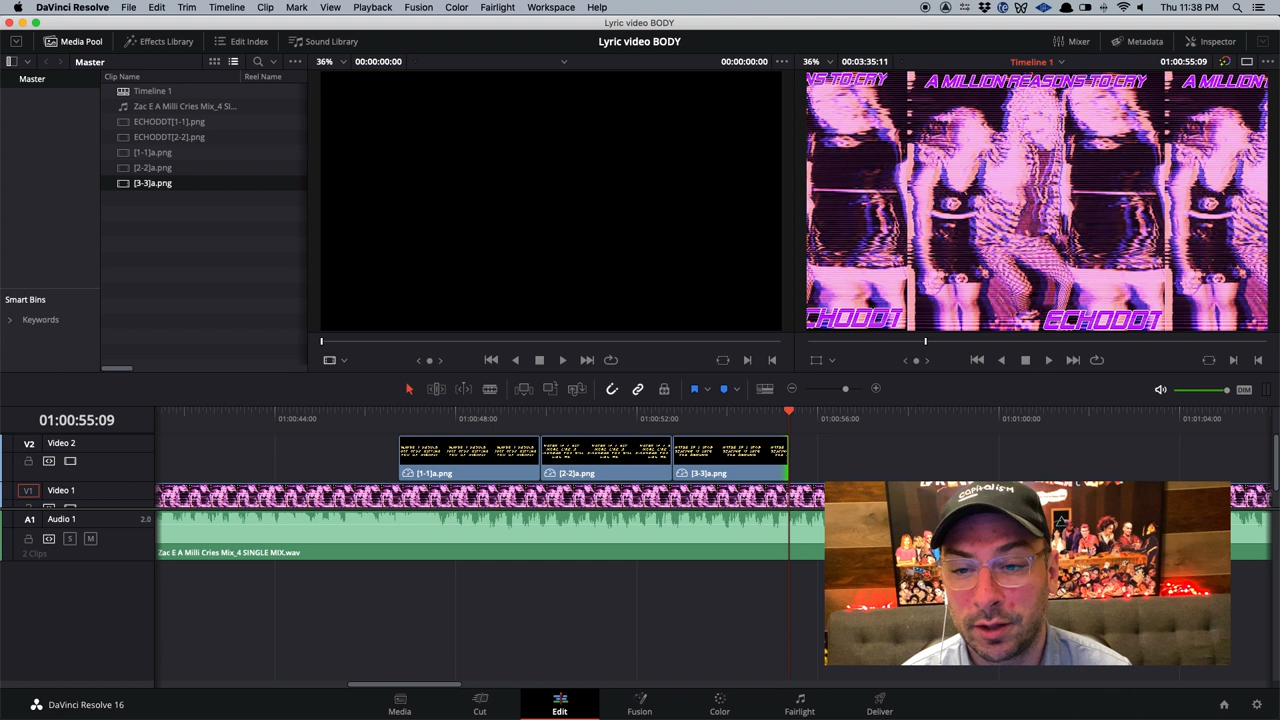 DaVinci Resolve File Edit Trim Timeline Clip Mark View Playback Fusion Color Fairlight Workspace Help Thu 11:38 PM
Lyric video BODY
Media Pool Effects Library Edit Index Sound Library Lyric video BODY Mixer Metadata Inspector
Master 36% 00:00:00:00 00:00:00:00 36% 00:03:35:11 Timeline 1 01:00:55:09
Master Clip Name Reel Name
Timeline 1
Zac E A Milli Cries Mix_4 SI...
ECHODDT[1-1].png
ECHODDT[2-2].png
[1-1]a.png
[2-2]a.png
[3-3]a.png
NS TO CRY A MILLION REASONS TO CRY A MILLION
ECHODDT ECHODDT
Smart Bins
Keywords
DIM
01:00:55:09 01:00:44:00 01:00:48:00 01:00:52:00 01:00:56:00 01:01:00:00 01:01:04:00
V2 Video 2
[1-1]a.png [2-2]a.png [3-3]a.png
V1 Video 1
A1 Audio 1 2.0
S M
2 Clips Zac E A Milli Cries Mix_4 SINGLE MIX.wav
capitalism
DaVinci Resolve 16 Media Cut Edit Fusion Color Fairlight Deliver